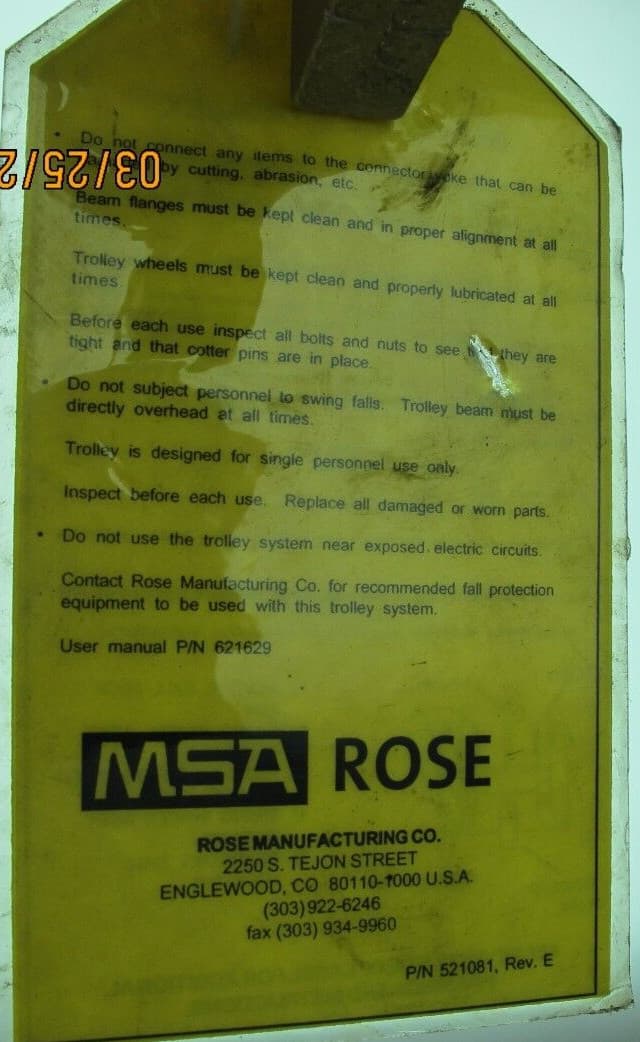 • Do not connect any items to the connector yoke that can be
by cutting, abrasion, etc.
03/25/2
Beam flanges must be kept clean and in proper alignment at all
times.
Trolley wheels must be kept clean and properly lubricated at all
times.
Before each use inspect all bolts and nuts to see they are
tight and that cotter pins are in place.
• Do not subject personnel to swing falls. Trolley beam must be
directly overhead at all times.
Trolley is designed for single personnel use only.
Inspect before each use. Replace all damaged or worn parts.
• Do not use the trolley system near exposed electric circuits.
Contact Rose Manufacturing Co. for recommended fall protection
equipment to be used with this trolley system.
User manual P/N 621629
MSA ROSE
ROSE MANUFACTURING CO.
2250 S. TEJON STREET
ENGLEWOOD, CO 80110-1000 U.S.A.
(303) 922-6246
fax (303) 934-9960
P/N 521081, Rev. E